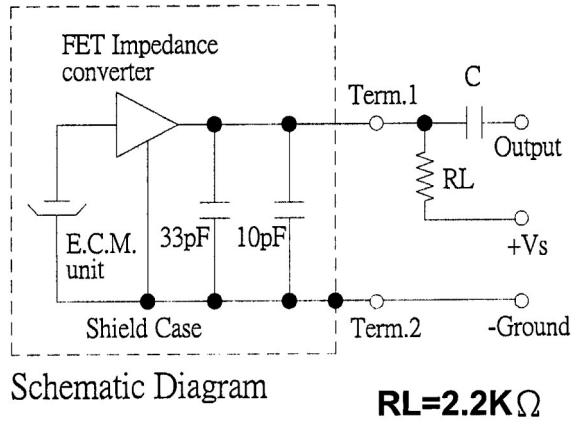 FET Impedance
converter
Term.1
C
Output
RL
+Vs
E.C.M.
unit
33pF
10pF
Shield Case
Term.2
-Ground
Schematic Diagram
RL=2.2KΩ